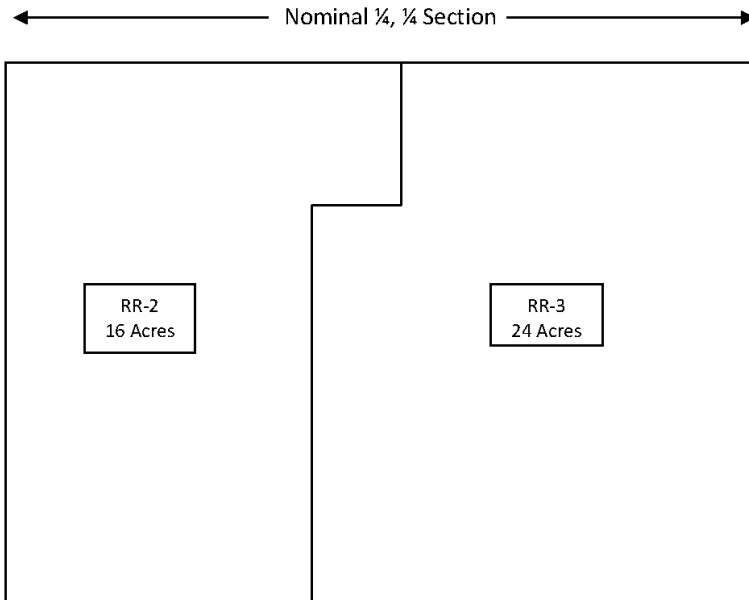 Nominal ¼, ¼ Section
RR-2
16 Acres
RR-3
24 Acres